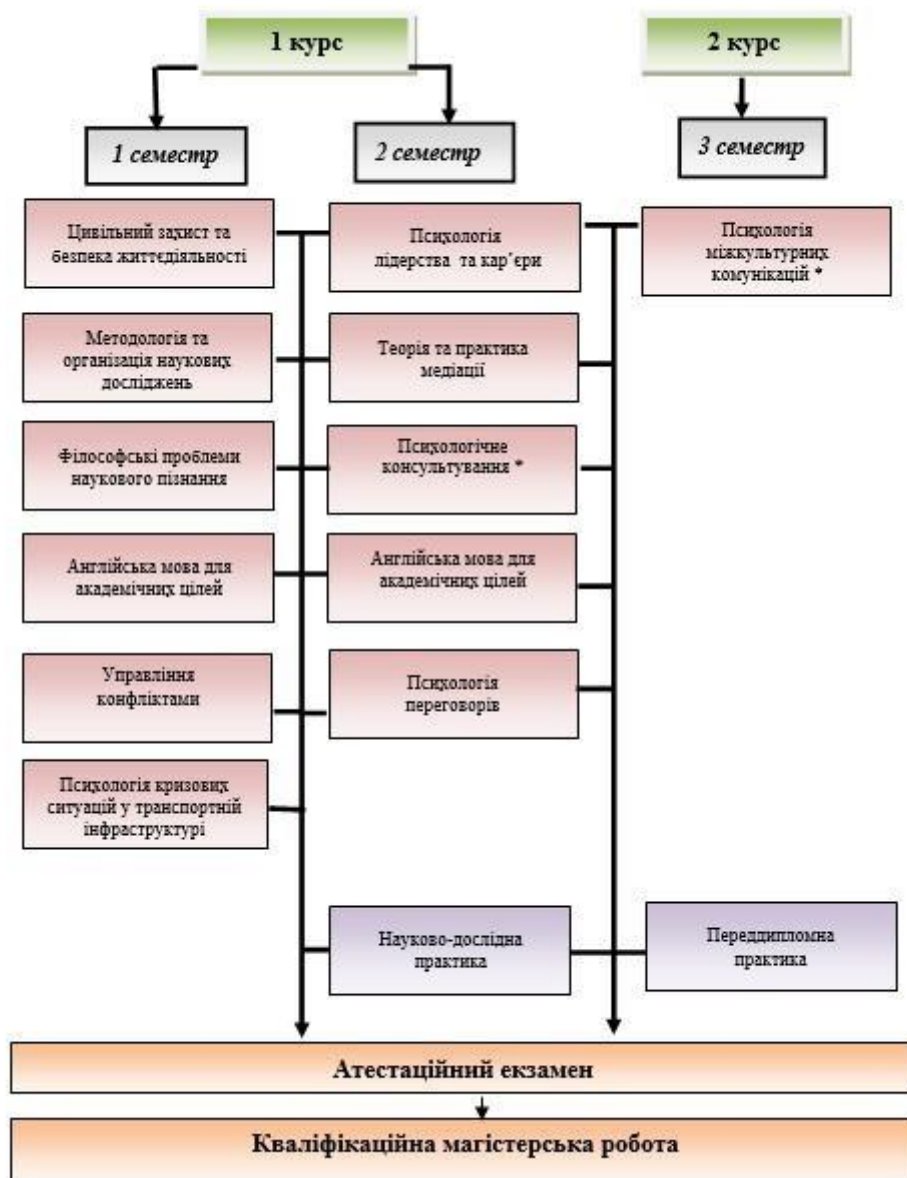 1 курс
2 курс
1 семестр
2 семестр
3 семестр
Цивільний захист та
безпека життєдіяльності
Психологія
лідерства та кар’єри
Психологія
міжкультурних
комунікацій *
Методологія та
організація наукових
досліджень
Теорія та практика
медіації
Філософські проблеми
наукового пізнання
Психологічне
консультування *
Англійська мова для
академічних цілей
Англійська мова для
академічних цілей
Управління
конфліктами
Психологія
переговорів
Психологія кризових
ситуацій у транспортній
інфраструктурі
Науково-дослідна
практика
Переддипломна
практика
Атестаційний екзамен
Кваліфікаційна магістерська робота